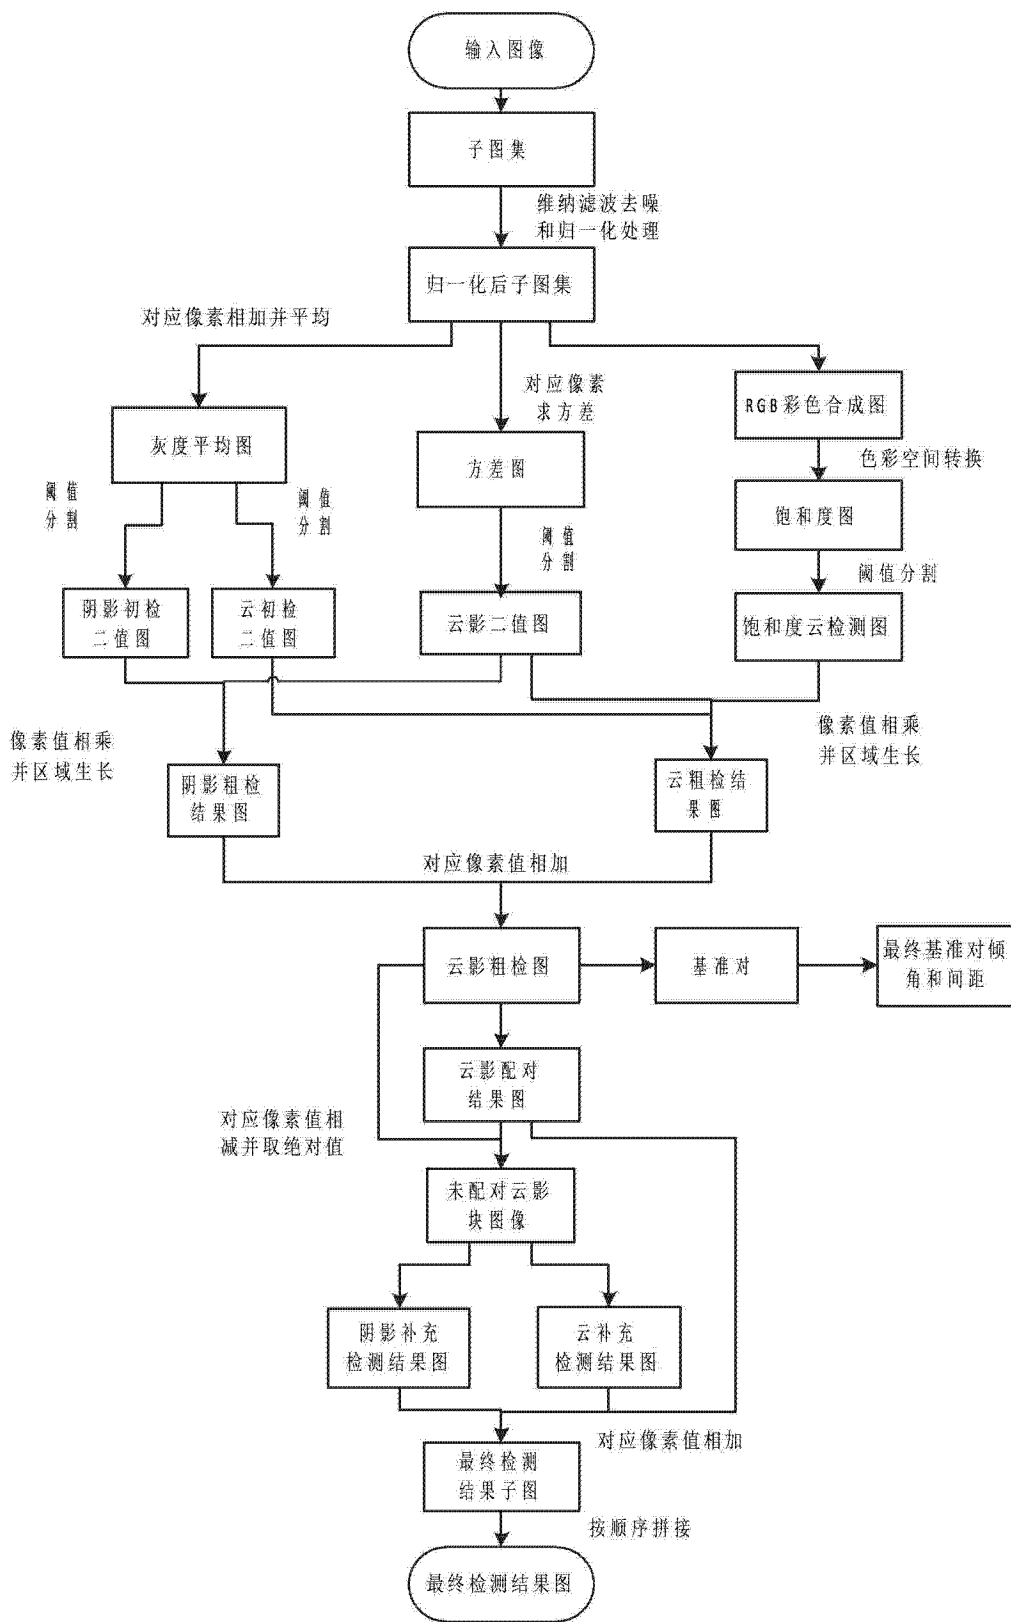 输入图像
子图集
维纳滤波去噪
和归一化处理
归一化后子图集
对应像素相加并平均
对应像素
求方差
RGB彩色合成图
灰度平均图
方差图
色彩空间转换
阈值
分割
阈值
分割
饱和度图
阈值
分割
阈值分割
阴影初检
二值图
云初检
二值图
云影二值图
饱和度云检测图
像素值相乘
并区域生长
像素值相乘
并区域生长
阴影粗检
结果图
云粗检结
果图
对应像素值相加
云影粗检图
基准对
最终基准对倾
角和间距
云影配对
结果图
对应像素值相
减并取绝对值
未配对云影
块图像
阴影补充
检测结果图
云补充
检测结果图
对应像素值相加
最终检测
结果子图
按顺序拼接
最终检测结果图